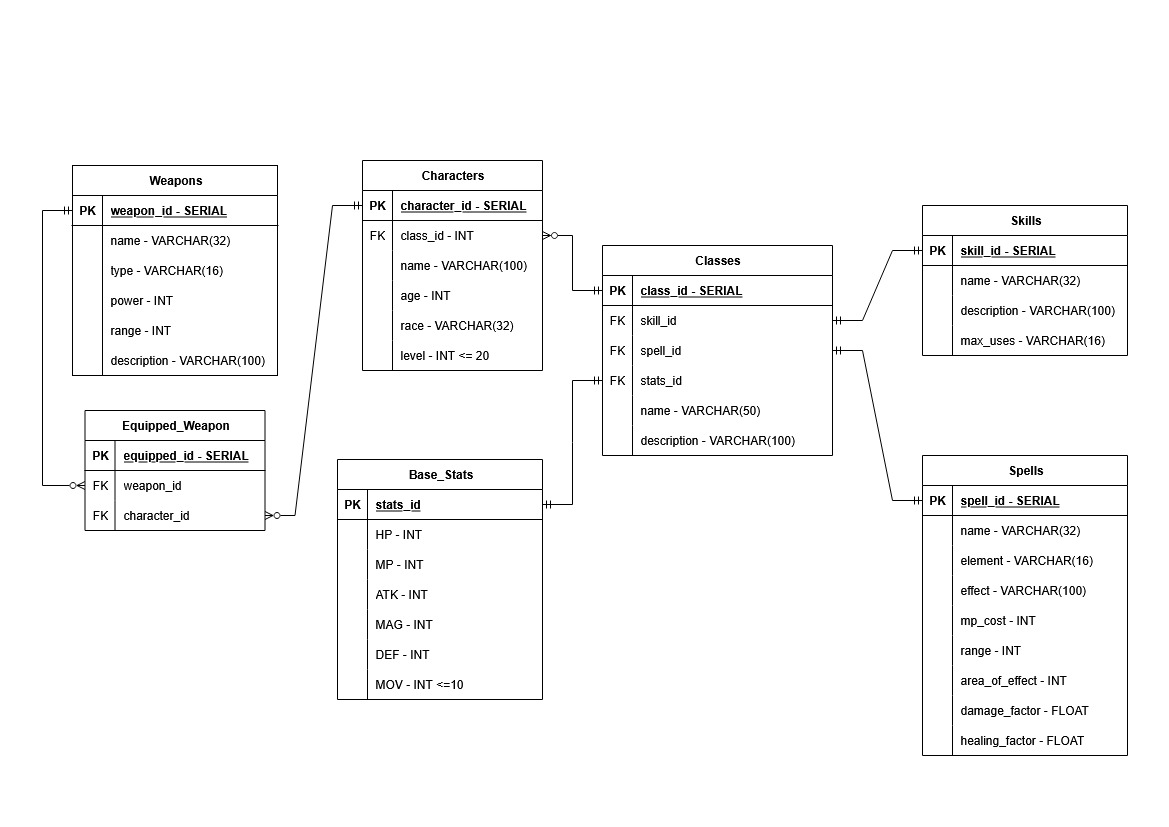 Weapons
PK weapon_id - SERIAL
name - VARCHAR(32)
type - VARCHAR(16)
power - INT
range - INT
description - VARCHAR(100)
Equipped_Weapon
PK equipped_id - SERIAL
FK weapon_id
FK character_id
Characters
PK character_id - SERIAL
FK class_id - INT
name - VARCHAR(100)
age - INT
race - VARCHAR(32)
level - INT <= 20
Base_Stats
PK stats_id
HP - INT
MP - INT
ATK - INT
MAG - INT
DEF - INT
MOV - INT <=10
Classes
PK class_id - SERIAL
FK skill_id
FK spell_id
FK stats_id
name - VARCHAR(50)
description - VARCHAR(100)
Skills
PK skill_id - SERIAL
name - VARCHAR(32)
description - VARCHAR(100)
max_uses - VARCHAR(16)
Spells
PK spell_id - SERIAL
name - VARCHAR(32)
element - VARCHAR(16)
effect - VARCHAR(100)
mp_cost - INT
range - INT
area_of_effect - INT
damage_factor - FLOAT
healing_factor - FLOAT